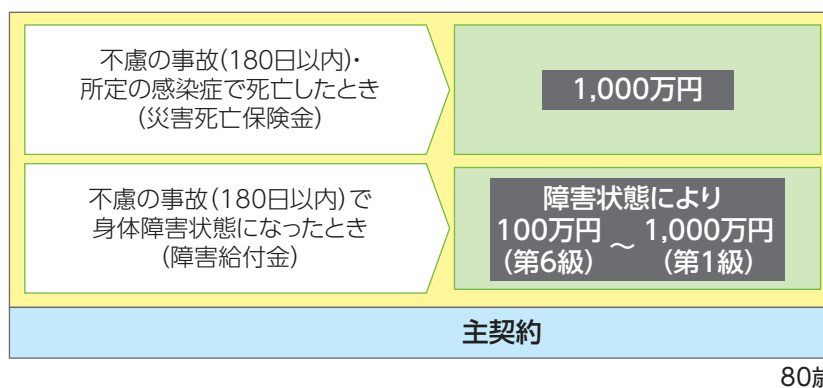 不慮の事故(180日以内)・
所定の感染症で死亡したとき
(災害死亡保険金)
1,000万円
不慮の事故(180日以内)で
身体障害状態になったとき
(障害給付金)
障害状態により
100万円 ～ 1,000万円
(第6級) (第1級)
主契約
80歳